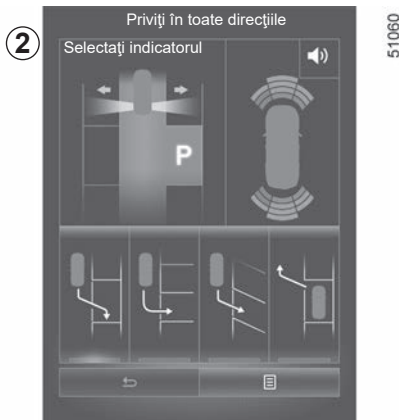 Priviţi în toate direcţiile
2
Selectaţi indicatorul
P
51060